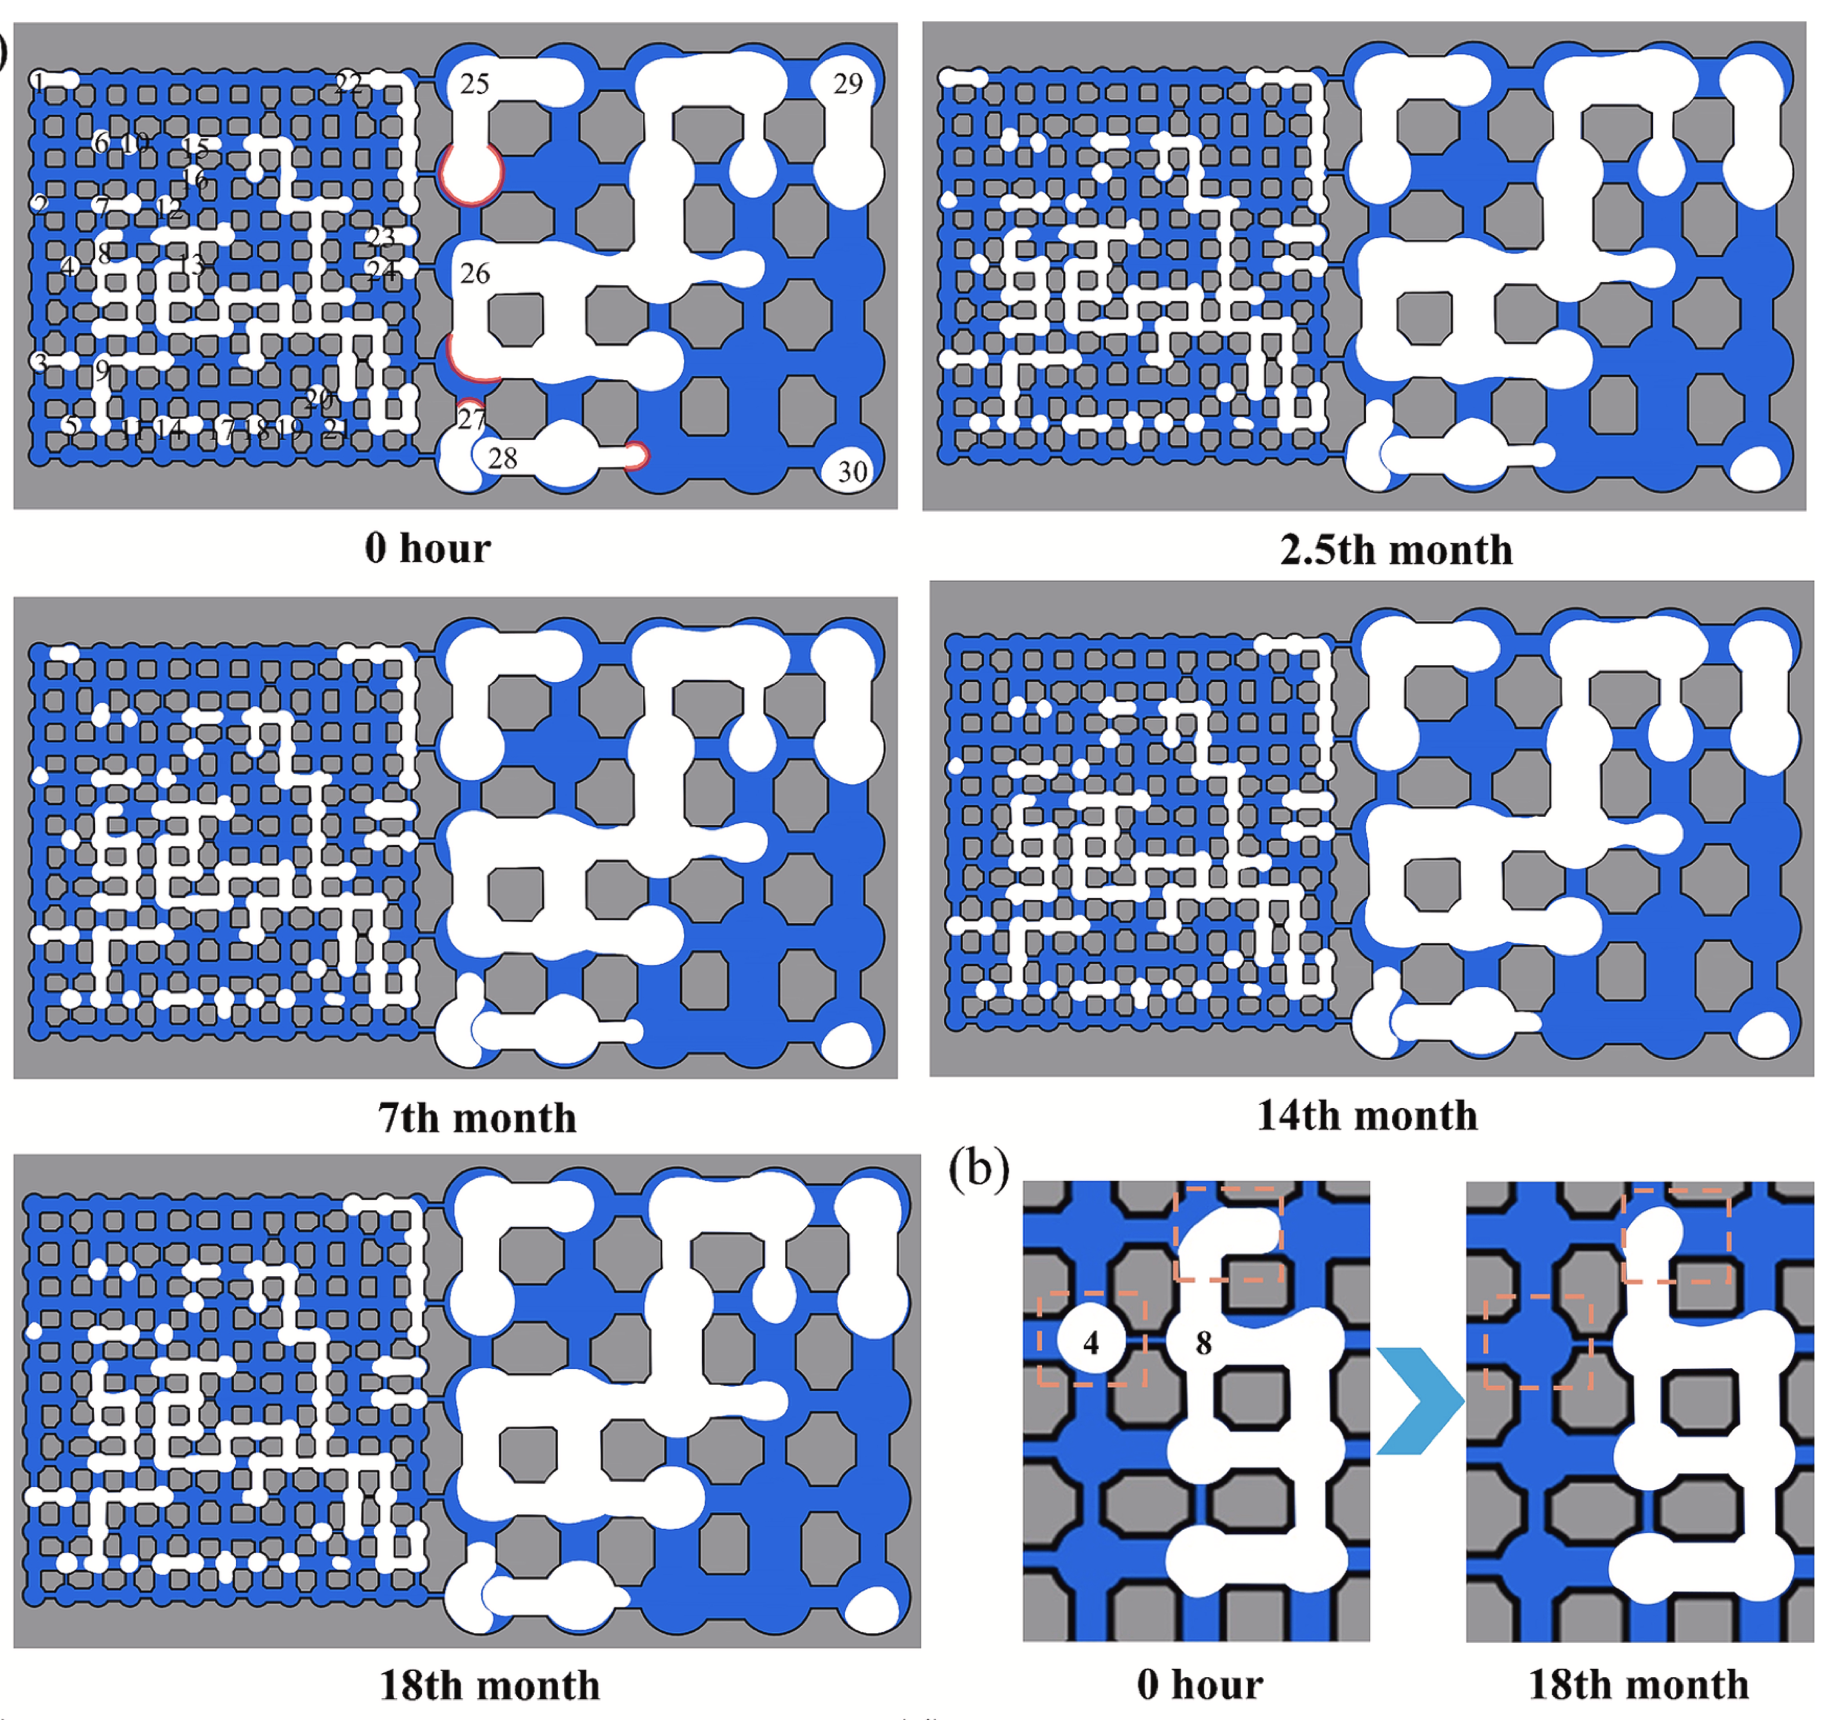 )
1 22 25 29
6 10 15
16
2 7 12
8 23
4 13 24 26
3 9
20
5 11 14 17 18 19 21 27
28 30
0 hour
2.5th month
7th month
14th month
18th month
(b)
4 8
0 hour
18th month